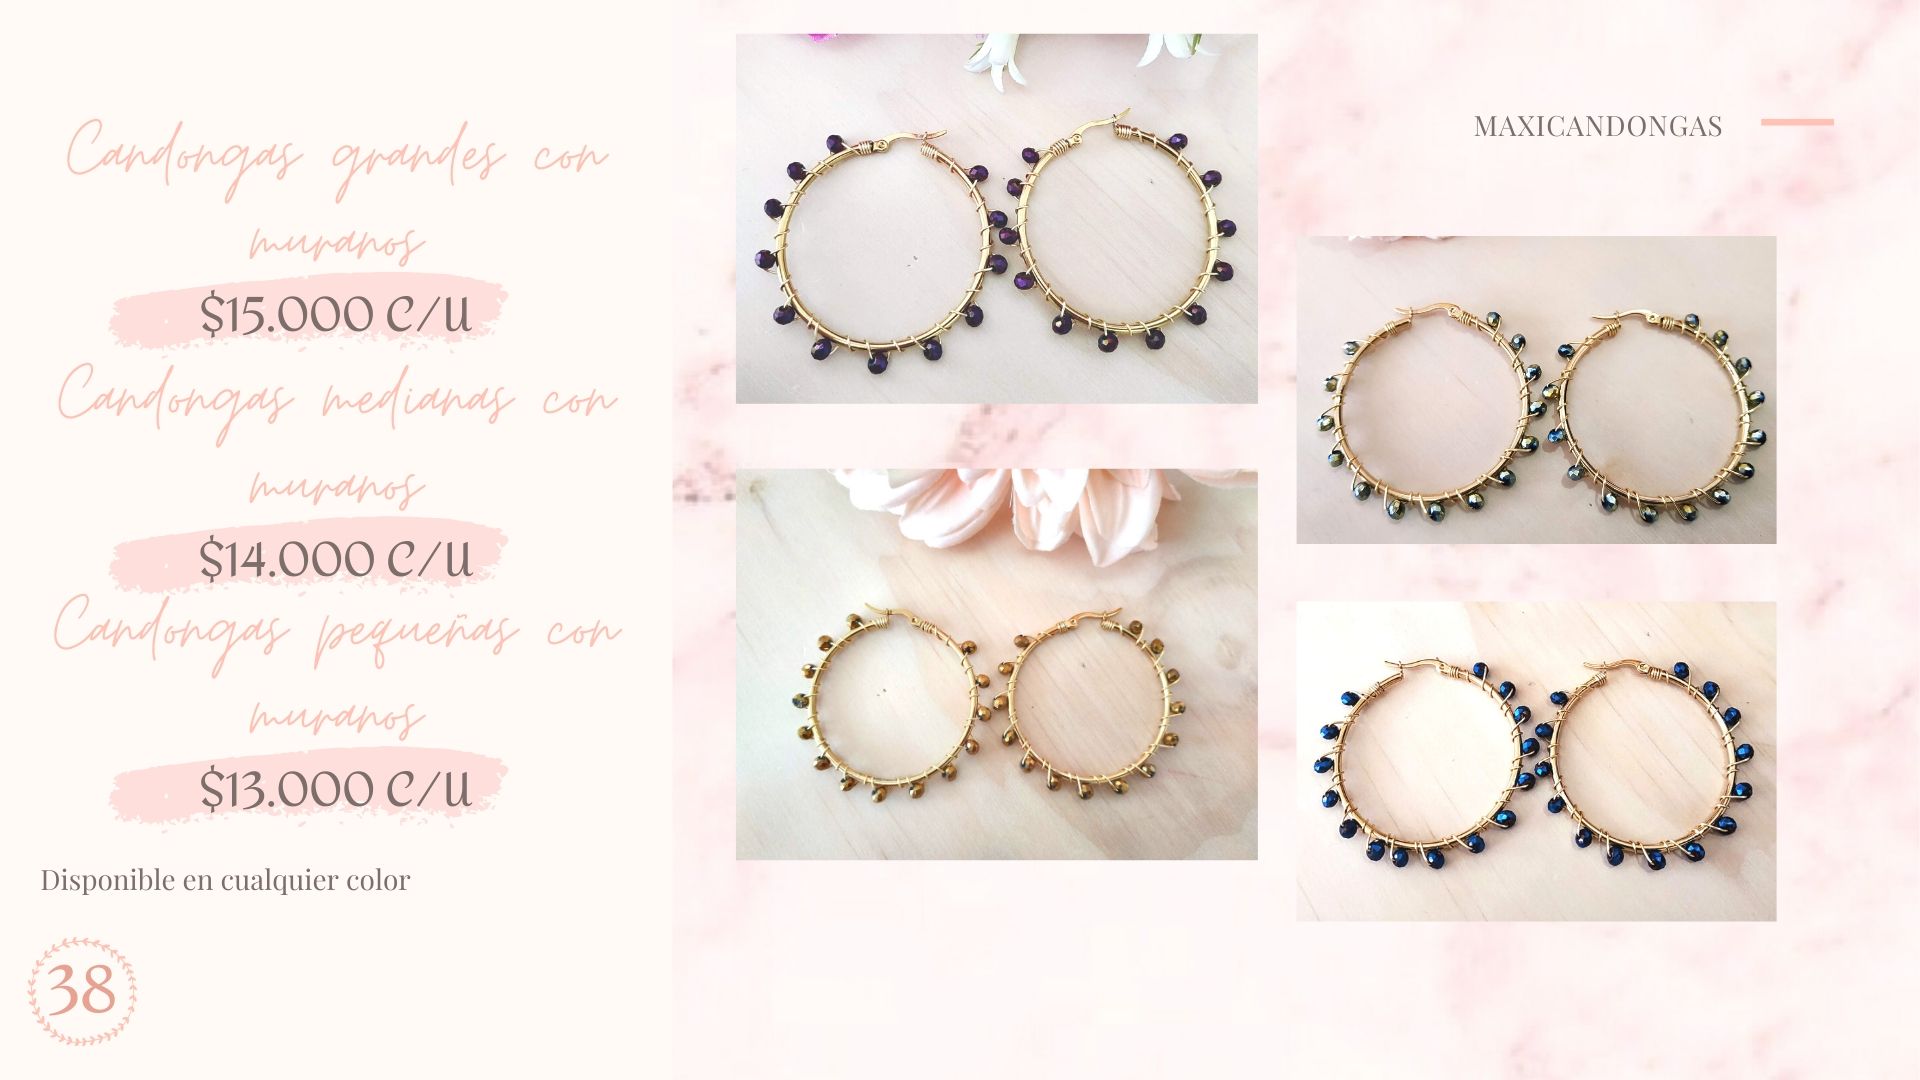 Candongas grandes con
muranos
$15.000 C/U
Candongas medianas con
muranos
$14.000 C/U
Candongas pequeñas con
muranos
$13.000 C/U
Disponible en cualquier color
38
MAXICANDONGAS